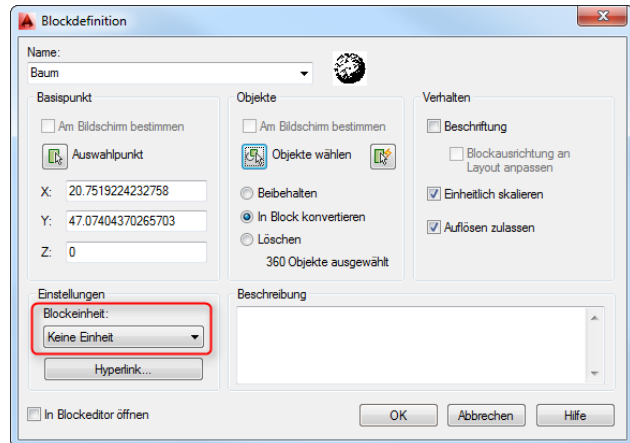 Blockdefinition
Name:
Baum
Basispunkt
Am Bildschirm bestimmen
Auswahlpunkt
X: 20.7519224232758
Y: 47.07404370265703
Z: 0
Objekte
Am Bildschirm bestimmen
Objekte wählen
Beibehalten
In Block konvertieren
Löschen
360 Objekte ausgewählt
Verhalten
Beschriftung
Blockausrichtung an
Layout anpassen
Einheitlich skalieren
Auflösen zulassen
Einstellungen
Blockeinheit:
Keine Einheit
Hyperlink...
Beschreibung
In Blockeditor öffnen
OK
Abbrechen
Hilfe